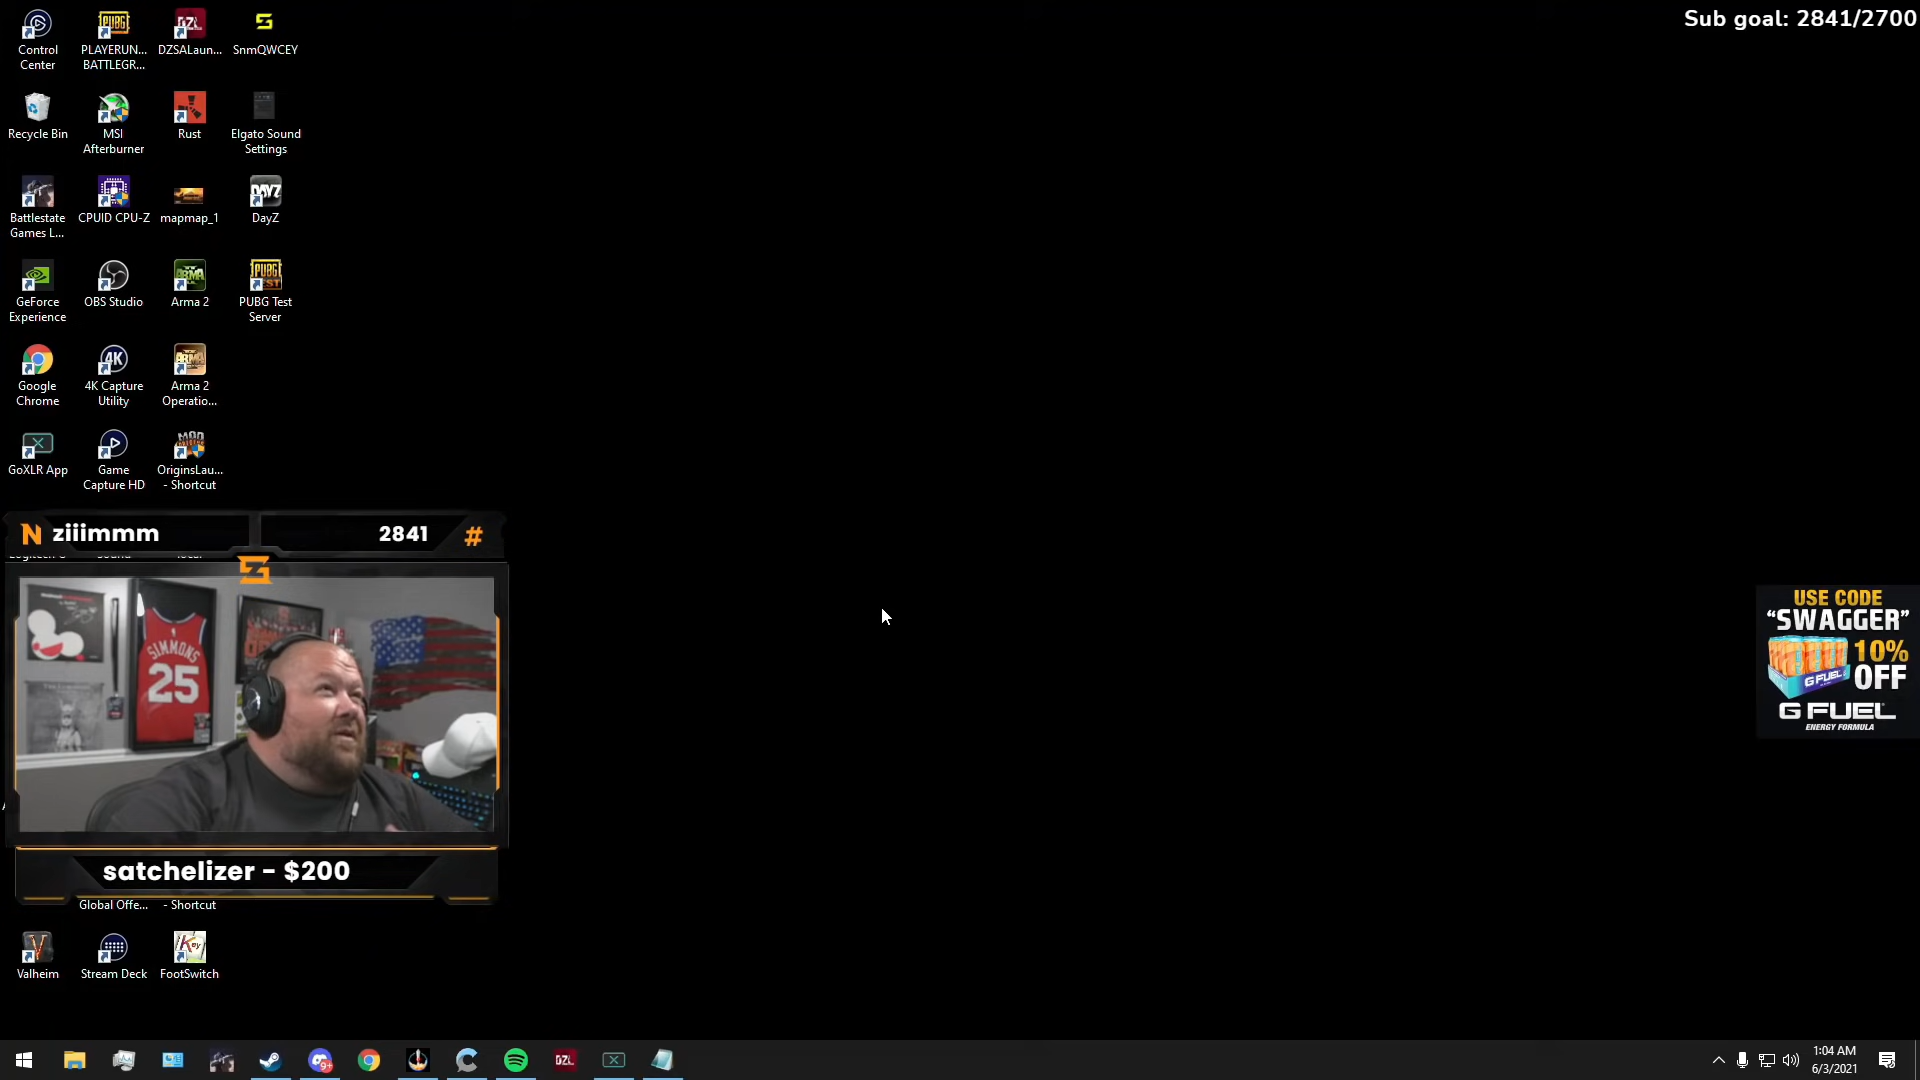 Sub goal: 2841/2700
Control
Center
PLAYERUN...
BATTLEGR...
DZSALaun...
SnmQWCEY
Recycle Bin
MSI
Afterburner
Rust
Elgato Sound
Settings
Battlestate
Games L...
CPUID CPU-Z
mapmap_1
DayZ
GeForce
Experience
OBS Studio
Arma 2
PUBG Test
Server
Google
Chrome
4K Capture
Utility
Arma 2
Operatio...
GoXLR App
Game
Capture HD
OriginsLau...
- Shortcut
ziiimmm
2841
#
SIMMONS
25
satchelizer - $200
Global Offe...
- Shortcut
Valheim
Stream Deck
FootSwitch
USE CODE
“SWAGGER”
10%
OFF
G FUEL
G FUEL
ENERGY FORMULA
DZL
9+
1:04 AM
6/3/2021